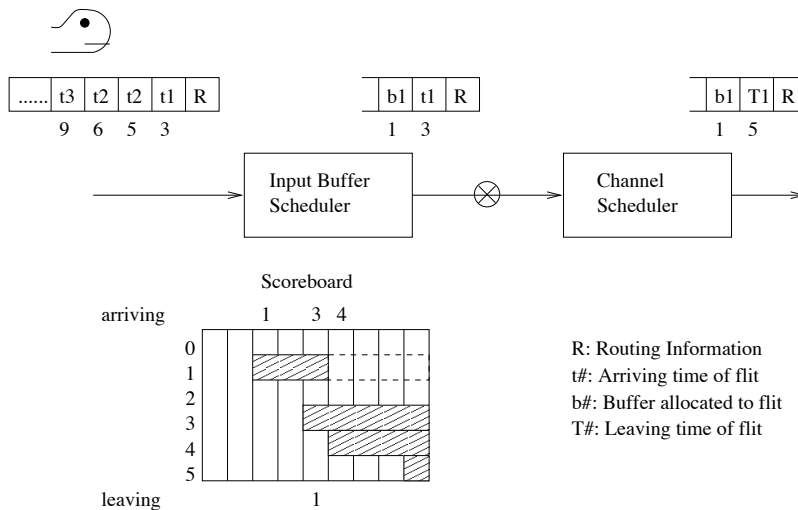 ...... t3 t2 t2 t1 R
9 6 5 3
b1 t1 R
1 3
b1 T1 R
1 5
Input Buffer
Scheduler
Channel
Scheduler
Scoreboard
arriving 1 3 4
0
1
2
3
4
5
leaving 1
R: Routing Information
t#: Arriving time of flit
b#: Buffer allocated to flit
T#: Leaving time of flit